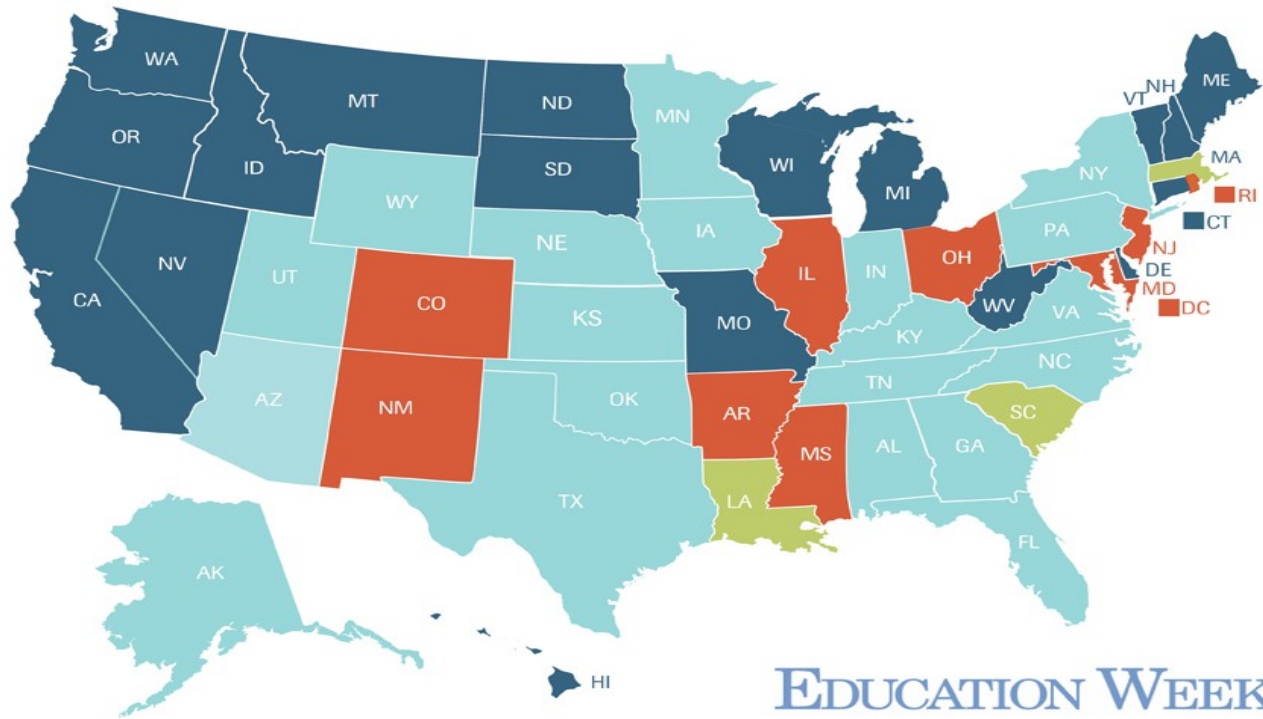 WA
MT
ND
MN
VT
NH
ME
OR
ID
SD
WI
MI
NY
MA
RI
WY
CT
IA
PA
NE
NJ
NV
UT
IL
IN
OH
DE
MD
CA
CO
WV
DC
KS
MO
VA
KY
NC
AZ
NM
OK
TN
AR
SC
MS
AL
GA
TX
LA
FL
AK
HI
EDUCATION WEEK